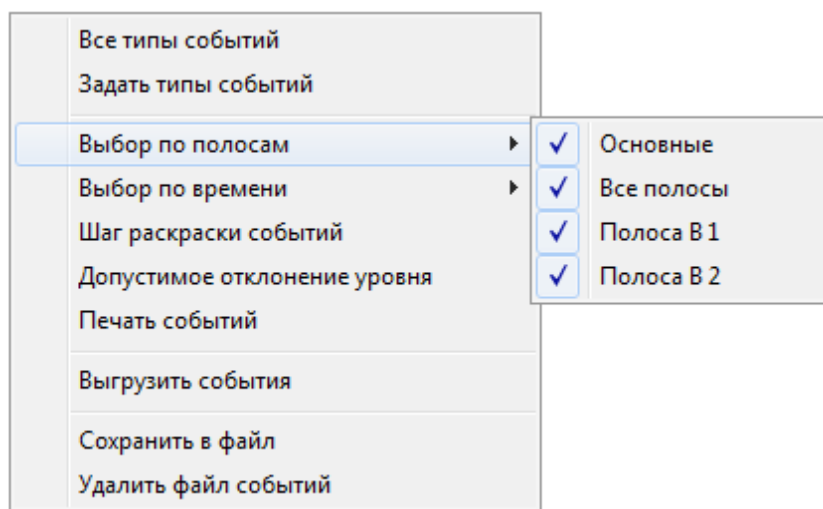 Все типы событий
Задать типы событий
Выбор по полосам
Выбор по времени
Шаг раскраски событий
Допустимое отклонение уровня
Печать событий
Выгрузить события
Сохранить в файл
Удалить файл событий
Основные
Все полосы
Полоса В 1
Полоса В 2